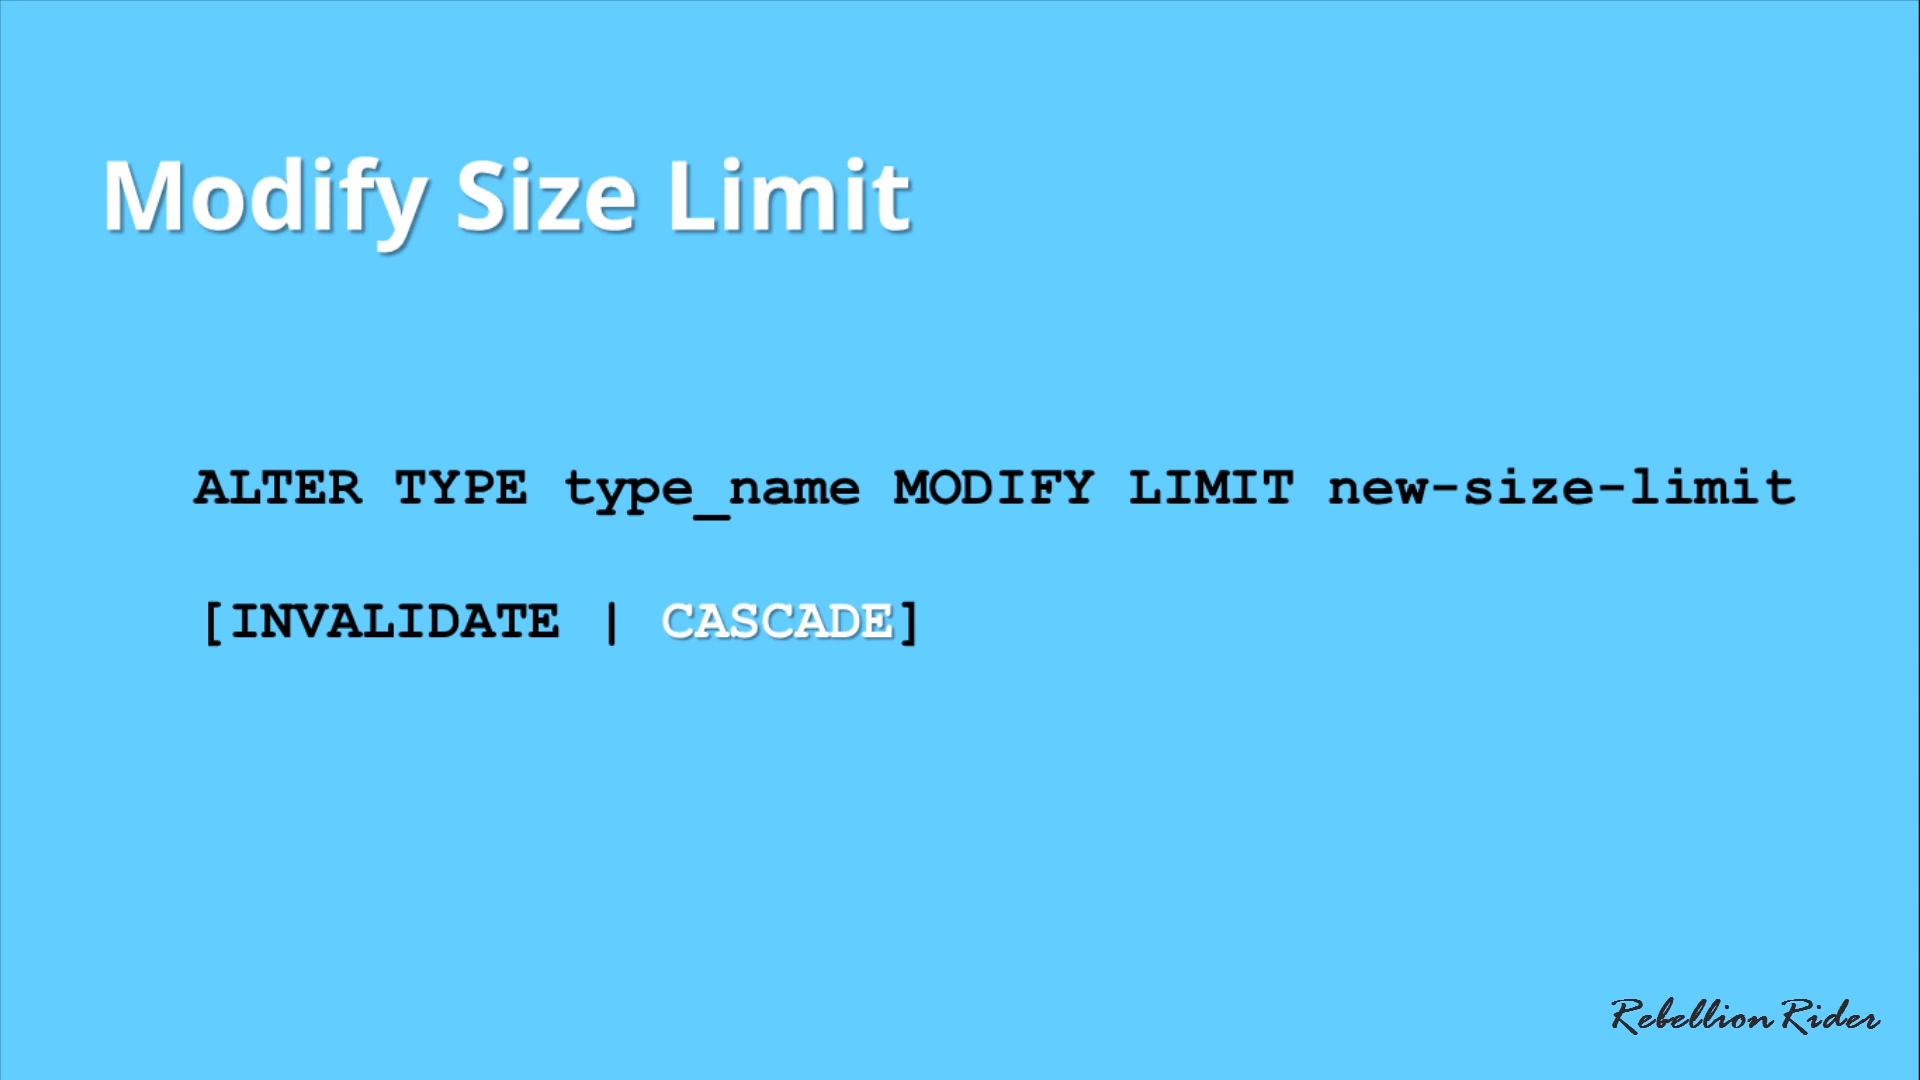 Modify Size Limit
ALTER TYPE type_name MODIFY LIMIT new-size-limit
[INVALIDATE | CASCADE]
Rebellion Rider